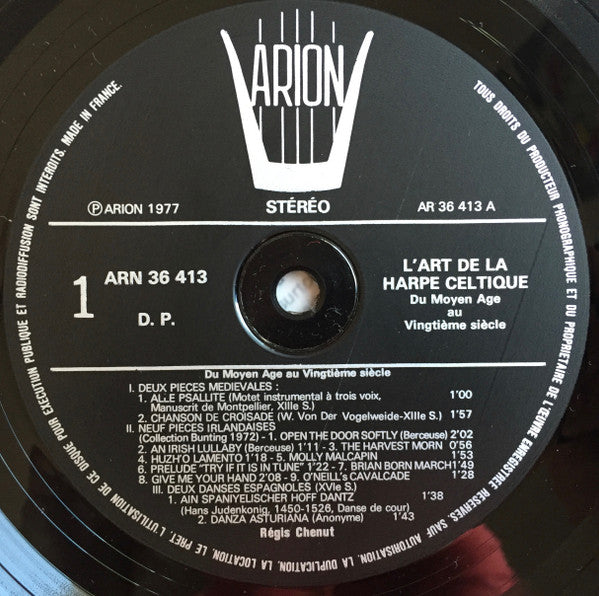 ARION
Ⓟ ARION 1977
STÉRÉO
AR 36 413 A
1
ARN 36 413
D. P.
L'ART DE LA
HARPE CELTIQUE
Du Moyen Age
au
Vingtième siècle
Du Moyen Age au Vingtième siècle
I. DEUX PIECES MEDIEVALES :
1. ALLE PSALLITE (Motet instrumental à trois voix,
Manuscrit de Montpellier, XIIIe S.) 1'00
2. CHANSON DE CROISADE (W. Von Der Vogelweide-XIIIe S.) 1'57
II. NEUF PIECES IRLANDAISES
(Collection Bunting 1972) - 1. OPEN THE DOOR SOFTLY (Berceuse) 2'02
2. AN IRISH LULLABY (Berceuse) 1'11 - 3. THE HARVEST MORN 0'56
4. HUZH'O LAMENTO 1'18 - 5. MOLLY MALCAPIN 1'53
6. PRELUDE "TRY IF IT IS IN TUNE" 1'22 - 7. BRIAN BORN MARCH 1'49
8. GIVE ME YOUR HAND 2'08 - 9. O'NEILL's CAVALCADE 1'28
III. DEUX DANSES ESPAGNOLES (XVIe S.)
1. AIN SPANIYELISCHER HOFF DANTZ 1'38
(Hans Judenkonig, 1450-1526, Danse de cour)
2. DANZA ASTURIANA (Anonyme) 1'43
Régis Chenut
TOUS DROITS DU PRODUCTEUR PHONOGRAPHIQUE ET DU PROPRIETAIRE DE L'ŒUVRE ENREGISTREE RESERVES. SAUF AUTORISATION, LA DUPLICATION, LA LOCATION, LE PRET, L'UTILISATION DE CE DISQUE POUR EXECUTION PUBLIQUE ET RADIODIFFUSION SONT INTERDITS. MADE IN FRANCE.